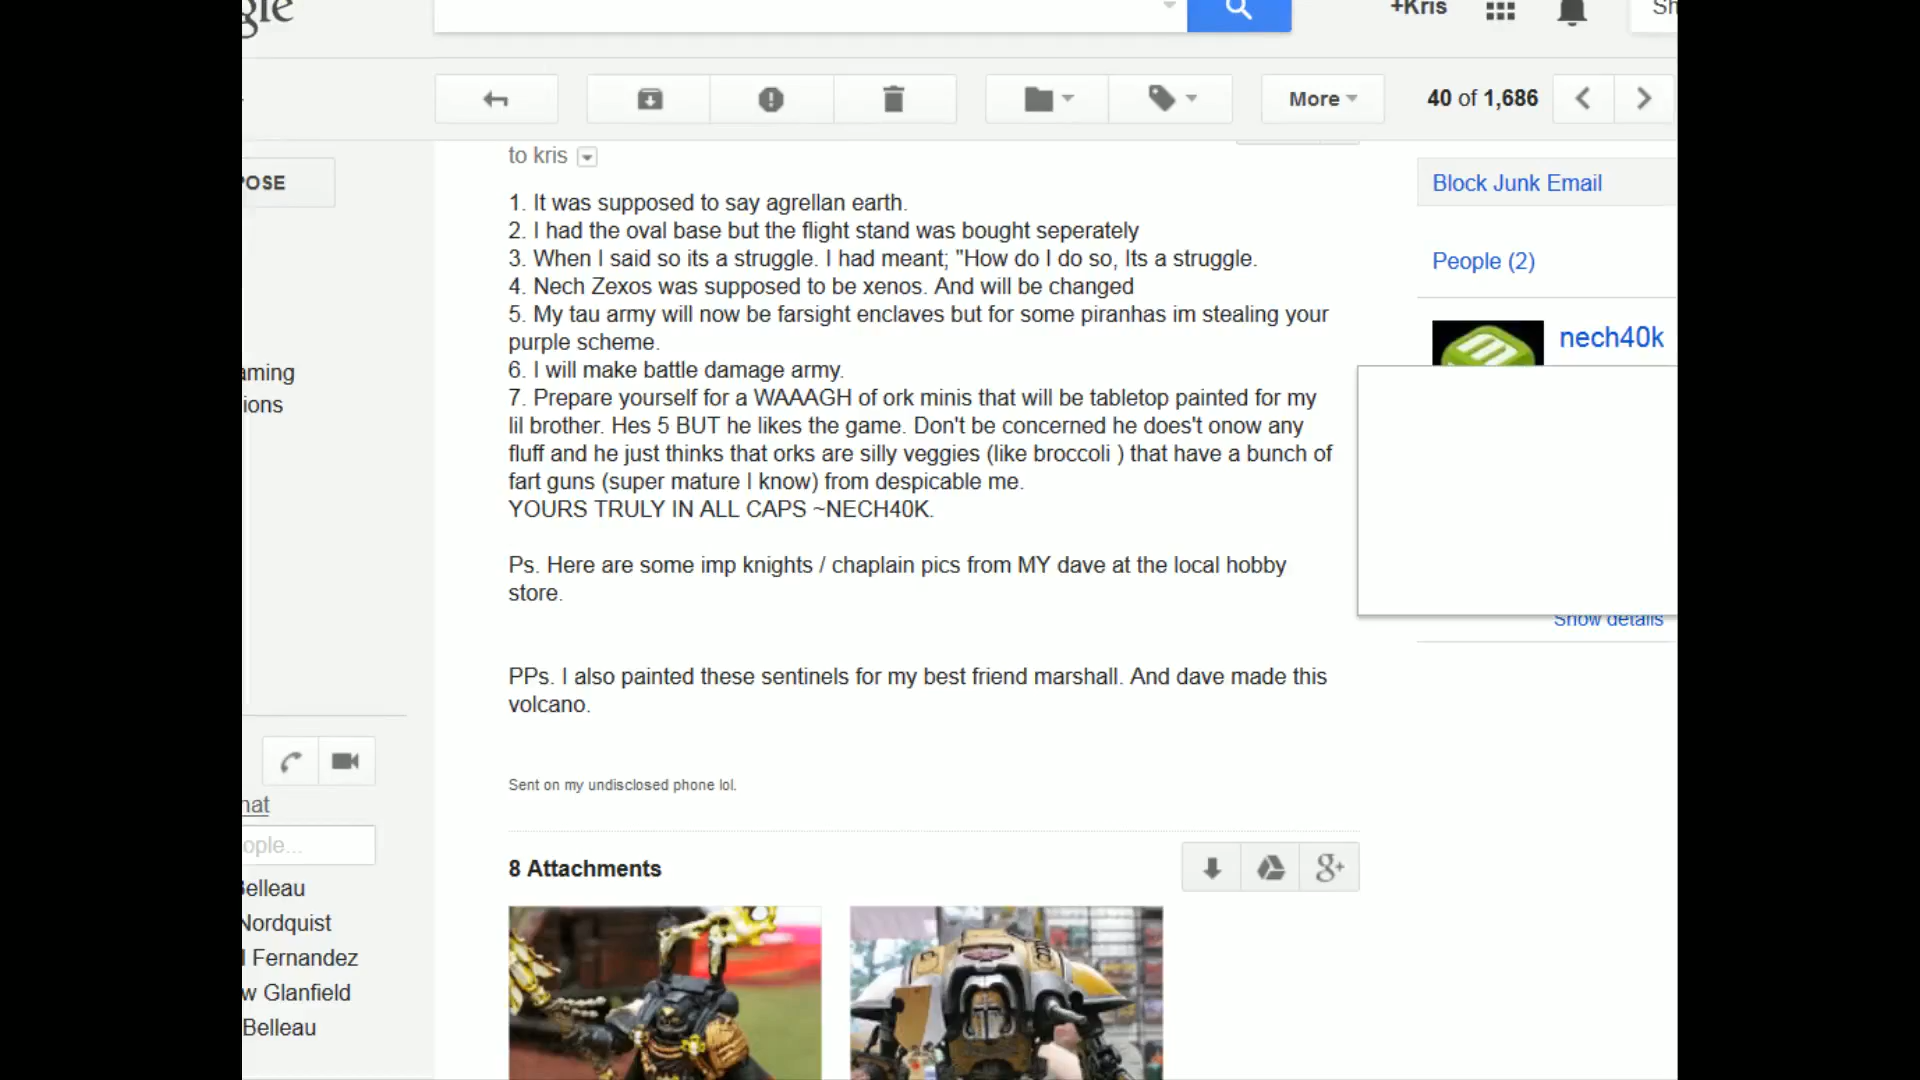 gle
+Kris
Sh
More
40 of 1,686
to kris
POSE
Block Junk Email
1. It was supposed to say agrellan earth.
2. I had the oval base but the flight stand was bought seperately
3. When I said so its a struggle. I had meant; "How do I do so, Its a struggle.
4. Nech Zexos was supposed to be xenos. And will be changed
5. My tau army will now be farsight enclaves but for some piranhas im stealing your
purple scheme.
6. I will make battle damage army.
7. Prepare yourself for a WAAAGH of ork minis that will be tabletop painted for my
lil brother. Hes 5 BUT he likes the game. Don't be concerned he does't onow any
fluff and he just thinks that orks are silly veggies (like broccoli ) that have a bunch of
fart guns (super mature I know) from despicable me.
YOURS TRULY IN ALL CAPS ~NECH40K.
Ps. Here are some imp knights / chaplain pics from MY dave at the local hobby
store.
PPs. I also painted these sentinels for my best friend marshall. And dave made this
volcano.
Sent on my undisclosed phone lol.
8 Attachments
People (2)
nech40k
Show details
aming
ions
hat
ople...
Belleau
Nordquist
l Fernandez
w Glanfield
Belleau